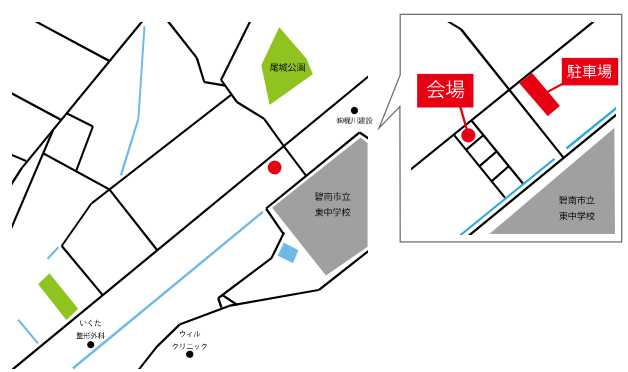 尾城公園
㈱梶川建設
碧南市立
東中学校
いくた
整形外科
ウィル
クリニック
会場
駐車場
碧南市立
東中学校